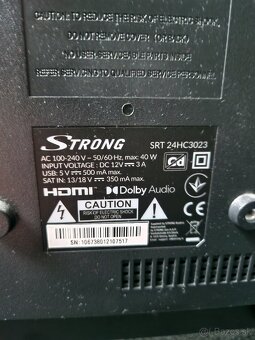 CAUTION TO REDUCE THE RISK OF ELECTRIC SHOCK,
DO NOT REMOVE COVER
NO USER SERVICEABLE PARTS INSIDE
REFER SERVICING TO QUALIFIED SERVICE PERSONNEL
STRONG
SRT 24HC3023
AC 100-240 V ~ 50/60 Hz, max: 40 W
INPUT VOLTAGE: DC 12V ⎓ 3 A
USB: 5 V ⎓ 500 mA max.
SAT IN: 13/18 V ⎓ 350 mA max.
HDMI Dolby Audio
CAUTION
RISK OF ELECTRIC SHOCK
DO NOT OPEN
SN: 106738012107517
bazos.sk